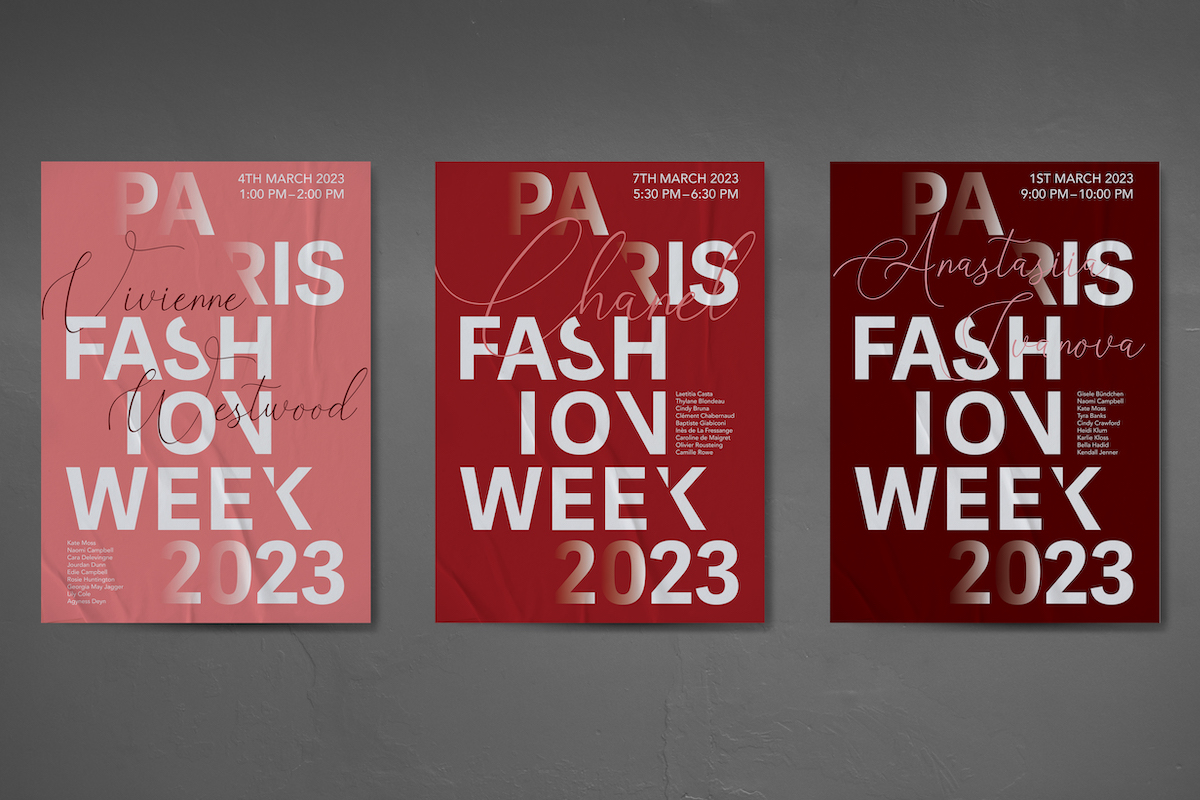 4TH MARCH 2023
1:00 PM – 2:00 PM
PA
RIS
Vivienne
FASH
Westwood
ION
WEEK
Kate Moss
Naomi Campbell
Cara Delevingne
Jourdan Dunn
Edie Campbell
Rosie Huntington
Georgia May Jagger
Lily Cole
Agyness Deyn
2023
7TH MARCH 2023
5:30 PM – 6:30 PM
PA
RIS
Chanel
FASH
ION
Laetitia Casta
Thylane Blondeau
Cindy Bruna
Clément Chabernaud
Baptiste Giabiconi
Inès de La Fressange
Caroline de Maigret
Olivier Rousteing
Camille Rowe
WEEK
2023
1ST MARCH 2023
9:00 PM – 10:00 PM
PA
RIS
Anastasiia
Ivanova
FASH
ION
Gisele Bündchen
Naomi Campbell
Kate Moss
Tyra Banks
Cindy Crawford
Heidi Klum
Karlie Kloss
Bella Hadid
Kendall Jenner
WEEK
2023